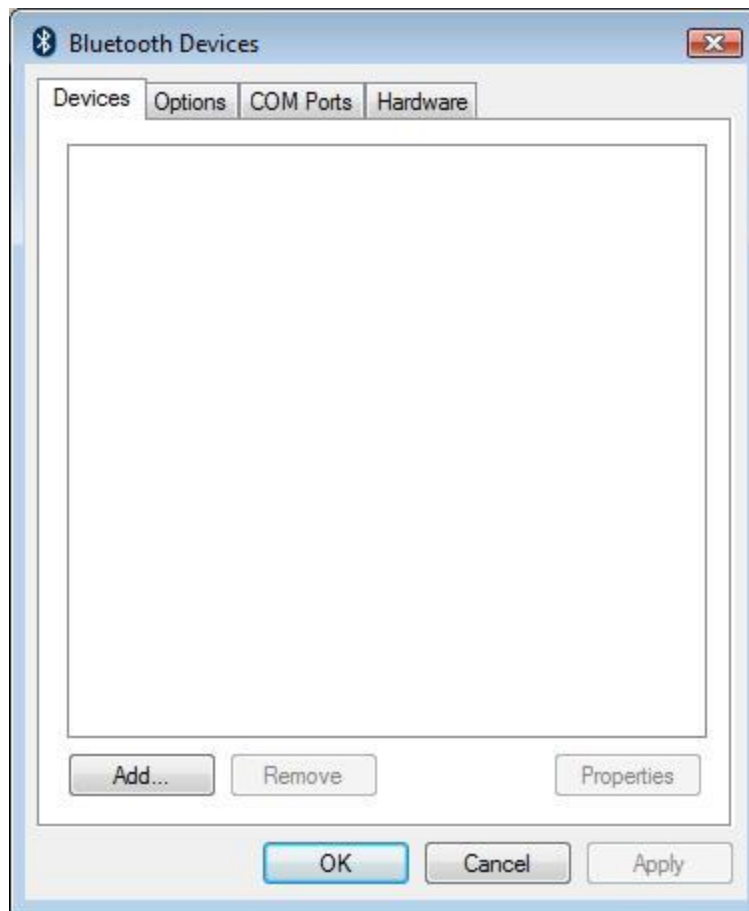 Bluetooth Devices
Devices Options COM Ports Hardware
Add... Remove Properties
OK Cancel Apply